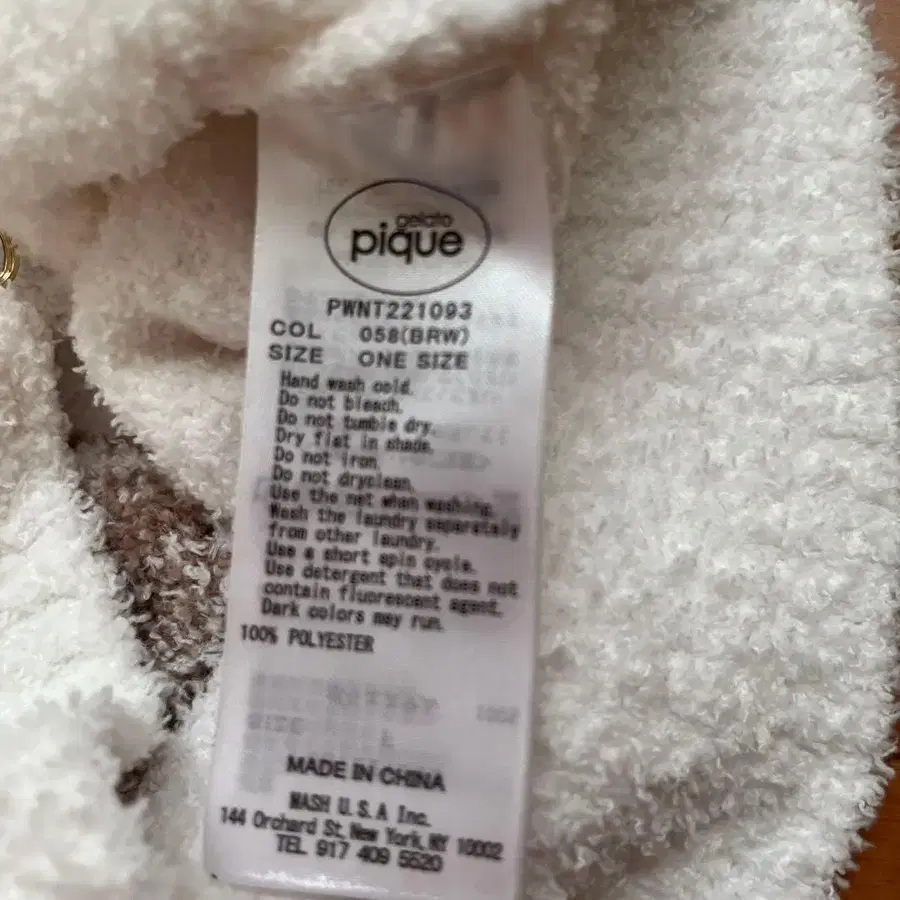 gelato
pique
PWNT221093
COL 058(BRW)
SIZE ONE SIZE
Hand wash cold.
Do not bleach.
Do not tumble dry.
Dry flat in shade.
Do not iron.
Do not dryclean.
Use the net when washing.
Wash the laundry separately
from other laundry.
Use a short spin cycle.
Use detergent that does not
contain fluorescent agent.
Dark colors may run.
100% POLYESTER
MADE IN CHINA
MASH U.S.A Inc.
144 Orchard St. New York, NY 10002
TEL 917 409 5520